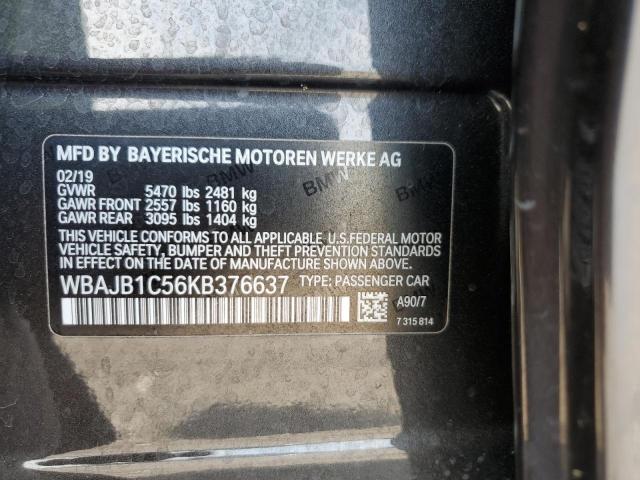 MFD BY BAYERISCHE MOTOREN WERKE AG
02/19
GVWR 5470 lbs 2481 kg
GAWR FRONT 2557 lbs 1160 kg
GAWR REAR 3095 lbs 1404 kg
THIS VEHICLE CONFORMS TO ALL APPLICABLE U.S.FEDERAL MOTOR
VEHICLE SAFETY, BUMPER AND THEFT PREVENTION STANDARDS
IN EFFECT ON THE DATE OF MANUFACTURE SHOWN ABOVE.
WBAJB1C56KB376637 TYPE: PASSENGER CAR
A90/7
7 315 814
BMW
BMW
BMW